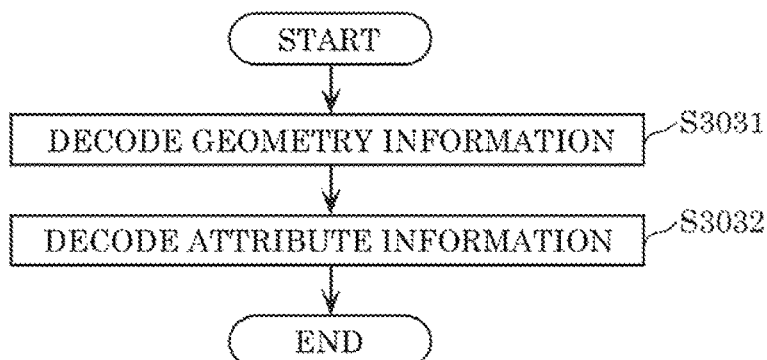 START
DECODE GEOMETRY INFORMATION
S3031
DECODE ATTRIBUTE INFORMATION
S3032
END